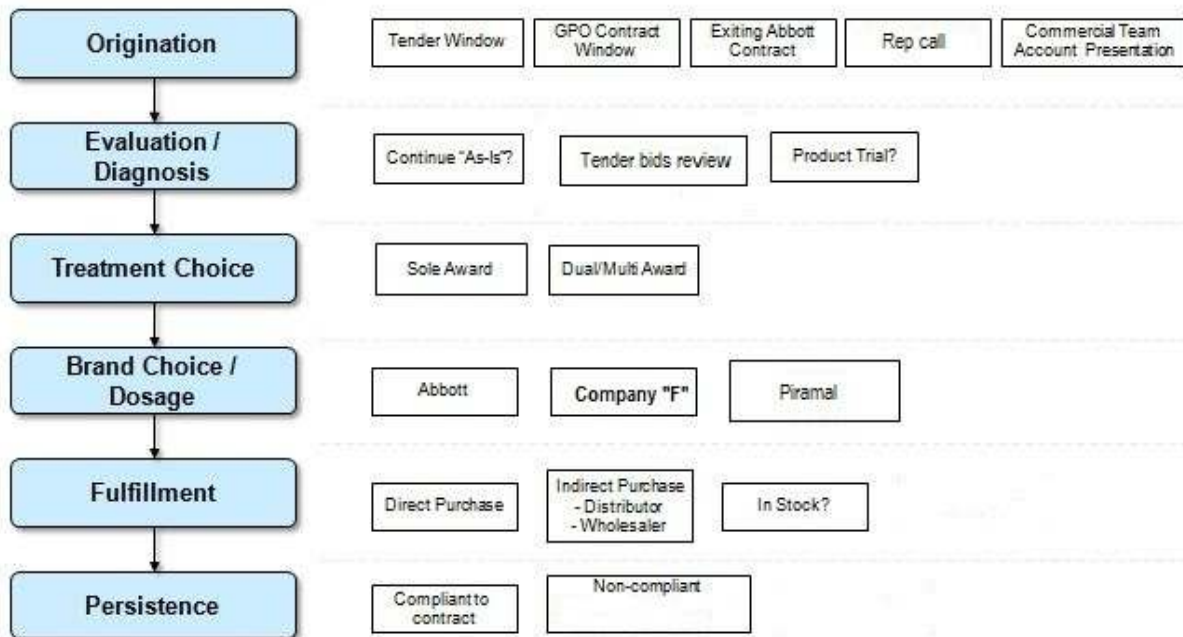 Origination
Tender Window
GPO Contract
Window
Exiting Abbott
Contract
Rep call
Commercial Team
Account Presentation
Evaluation /
Diagnosis
Continue "As-Is"?
Tender bids review
Product Trial?
Treatment Choice
Sole Award
Dual/Multi Award
Brand Choice /
Dosage
Abbott
Company "F"
Piramal
Fulfillment
Direct Purchase
Indirect Purchase
- Distributor
- Wholesaler
In Stock?
Persistence
Compliant to
contract
Non-compliant